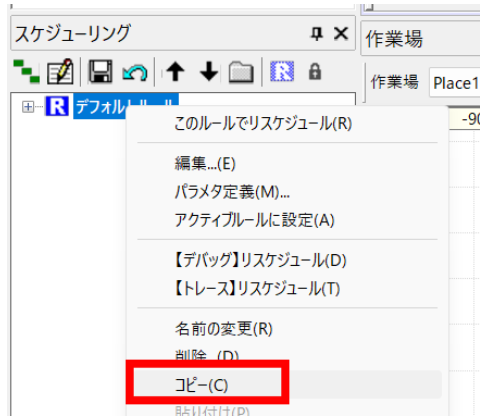 スケジューリング
作業場
作業場 Place1
R
R デフォルトルール
-90
このルールでリスケジュール(R)
編集...(E)
パラメタ定義(M)...
アクティブルールに設定(A)
【デバッグ】リスケジュール(D)
【トレース】リスケジュール(T)
名前の変更(R)
削除...(D)
コピー(C)
貼り付け(P)